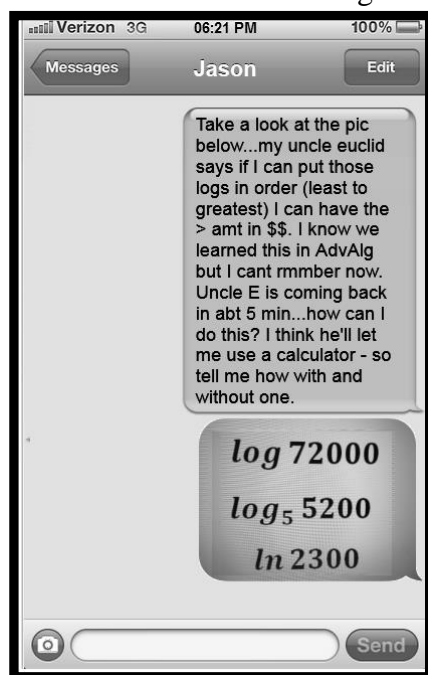 Verizon 3G 06:21 PM 100%
Messages Jason Edit
Take a look at the pic
below...my uncle euclid
says if I can put those
logs in order (least to
greatest) I can have the
> amt in $$. I know we
learned this in AdvAlg
but I cant rmmber now.
Uncle E is coming back
in abt 5 min...how can I
do this? I think he'll let
me use a calculator - so
tell me how with and
without one.
log 72000
log₅ 5200
ln 2300
Send